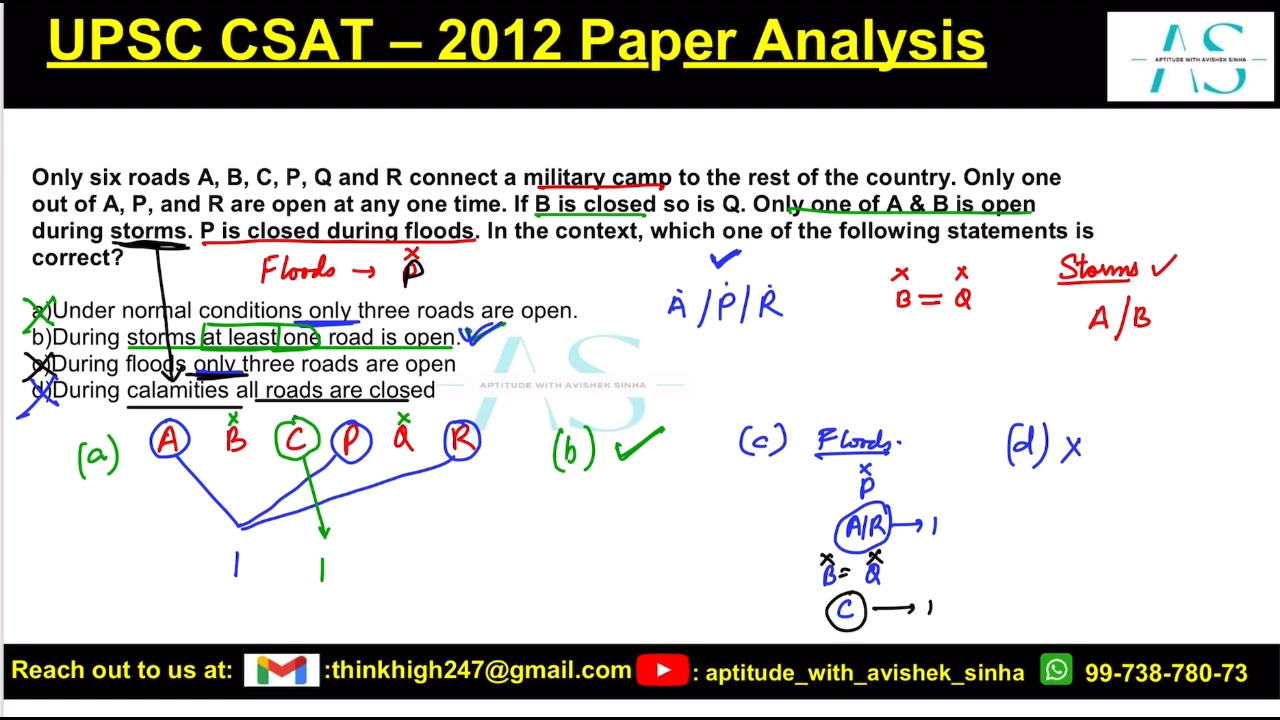 UPSC CSAT – 2012 Paper Analysis
AS
APTITUDE WITH AVISHEK SINHA
Only six roads A, B, C, P, Q and R connect a military camp to the rest of the country. Only one
out of A, P, and R are open at any one time. If B is closed so is Q. Only one of A & B is open
during storms. P is closed during floods. In the context, which one of the following statements is
correct?
Floods → P x
A / P / R
B = Q
x x
Storms ✓
A/B
a)Under normal conditions only three roads are open.
b)During storms at least one road is open.
c)During floods only three roads are open
d)During calamities all roads are closed
AS
APTITUDE WITH AVISHEK SINHA
x x
(a) A B C P Q R
1 1
(b) ✓
(c) Floods.
x
P
A/R → 1
x x
B = Q
C → 1
(d) x
Reach out to us at: :thinkhigh247@gmail.com : aptitude_with_avishek_sinha 99-738-780-73